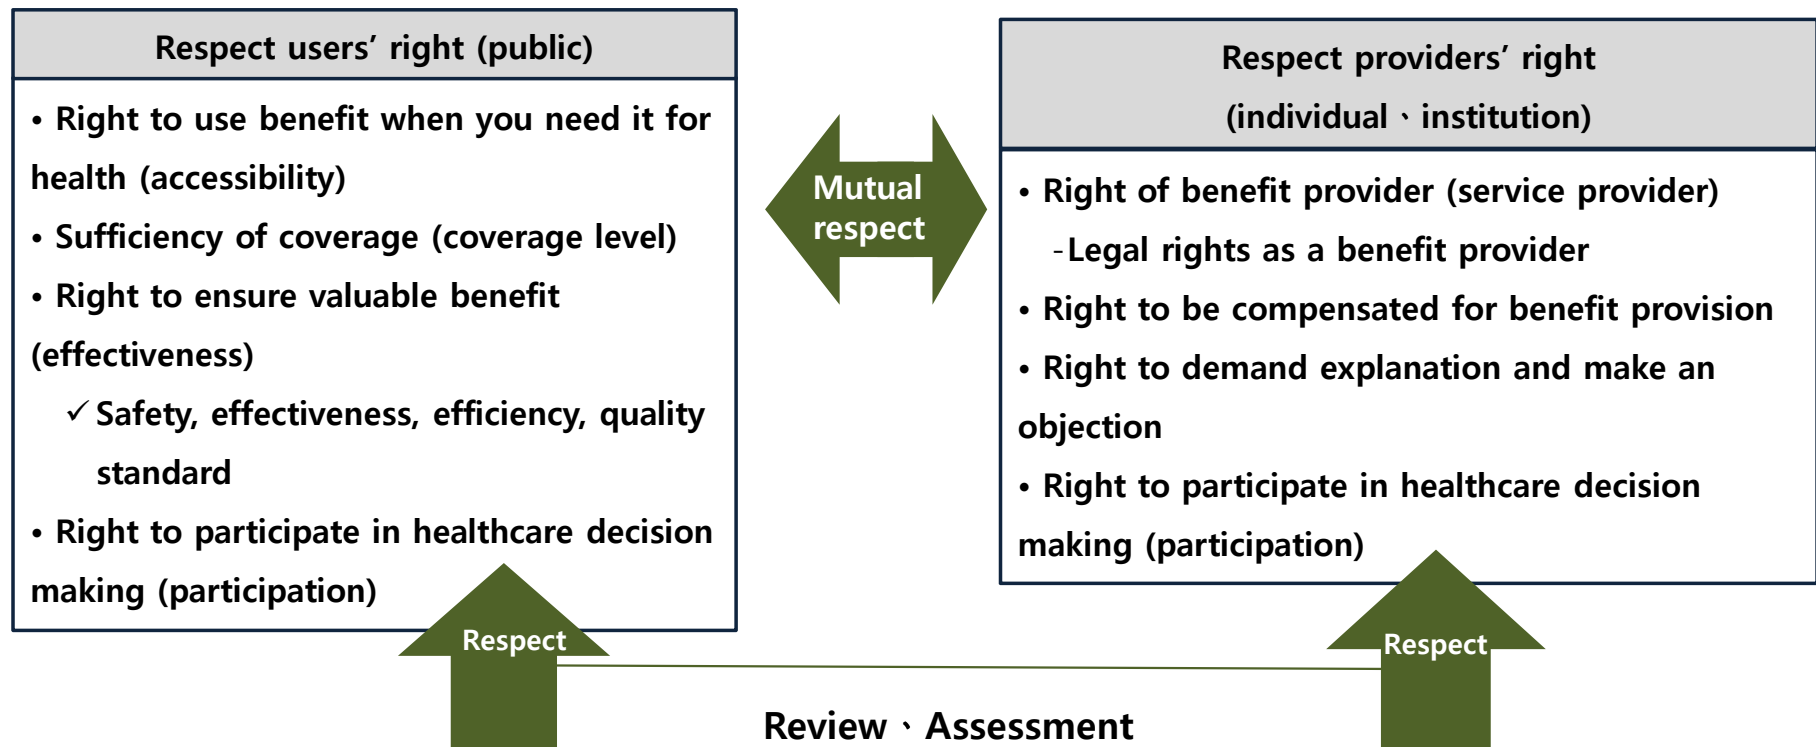 Respect users’ right (public)
• Right to use benefit when you need it for
health (accessibility)
• Sufficiency of coverage (coverage level)
• Right to ensure valuable benefit
(effectiveness)
✓ Safety, effectiveness, efficiency, quality
standard
• Right to participate in healthcare decision
making (participation)
Mutual
respect
Respect providers’ right
(individual、institution)
• Right of benefit provider (service provider)
-Legal rights as a benefit provider
• Right to be compensated for benefit provision
• Right to demand explanation and make an
objection
• Right to participate in healthcare decision
making (participation)
Respect
Respect
Review、Assessment